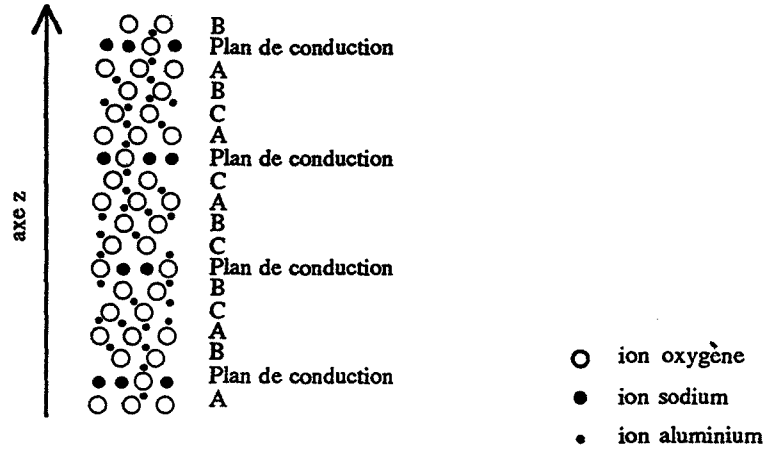 B
Plan de conduction
A
B
C
A
Plan de conduction
C
A
B
C
Plan de conduction
B
C
A
B
Plan de conduction
A
axe z
ion oxygène
ion sodium
ion aluminium